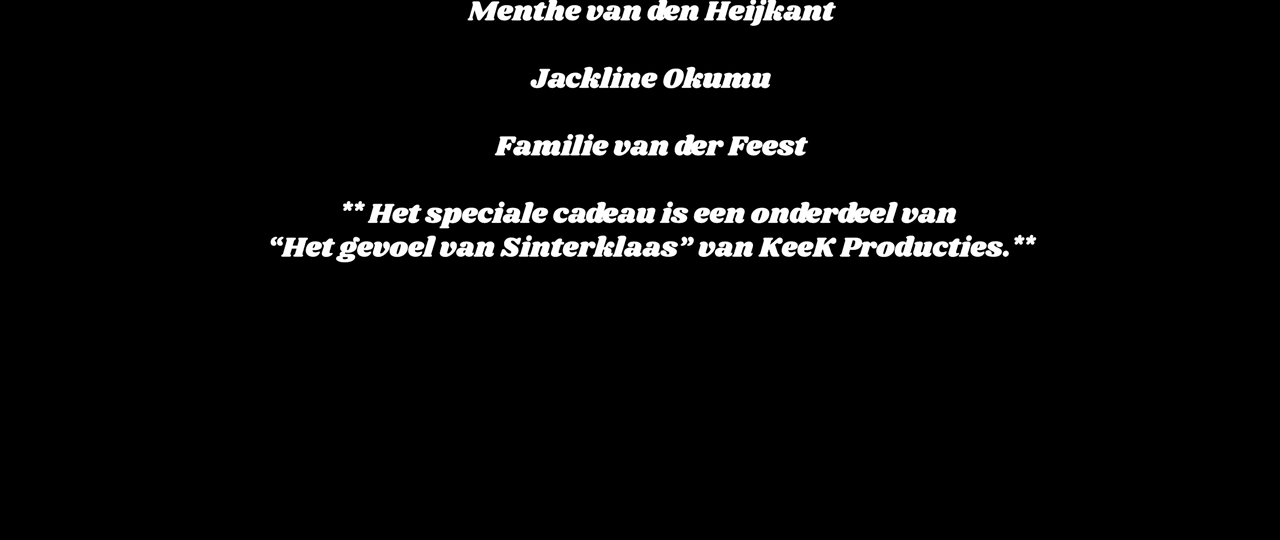 Menthe van den Heijkant
Jackline Okumu
Familie van der Feest
** Het speciale cadeau is een onderdeel van
“Het gevoel van Sinterklaas” van KeeK Producties.**